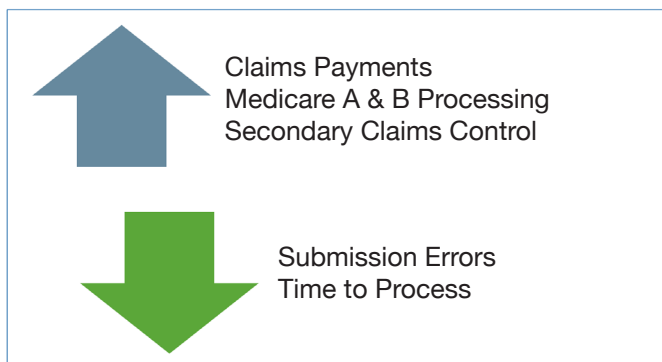 Claims Payments
Medicare A & B Processing
Secondary Claims Control
Submission Errors
Time to Process